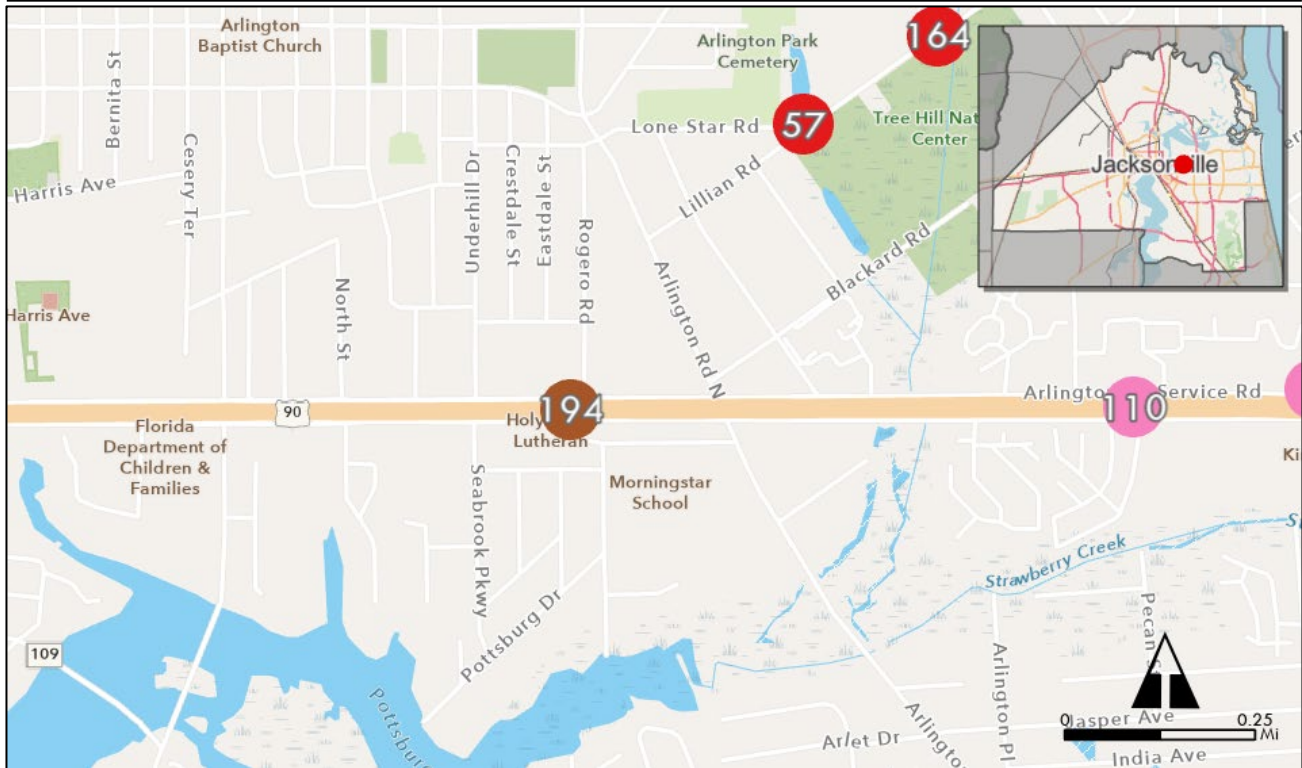 Arlington
Baptist Church
Bernita St
Cesery Ter
Harris Ave
Harris Ave
North St
Underhill Dr
Crestdale St
Eastdale St
Rogero Rd
Arlington Park
Cemetery
Lone Star Rd
57
164
Tree Hill Nat
Center
Lillian Rd
Blackard Rd
Arlington Rd N
Jacksonville
90
194
Holy
Lutheran
Arlington
Service Rd
110
Ki
Florida
Department of
Children &
Families
Morningstar
School
Seabrook Pkwy
Pottsburg Dr
Strawberry Creek
Pecan S
109
Pottsbu
Arlington Pl
Arlingto
Arlet Dr
Jasper Ave
India Ave
0
0.25
Mi